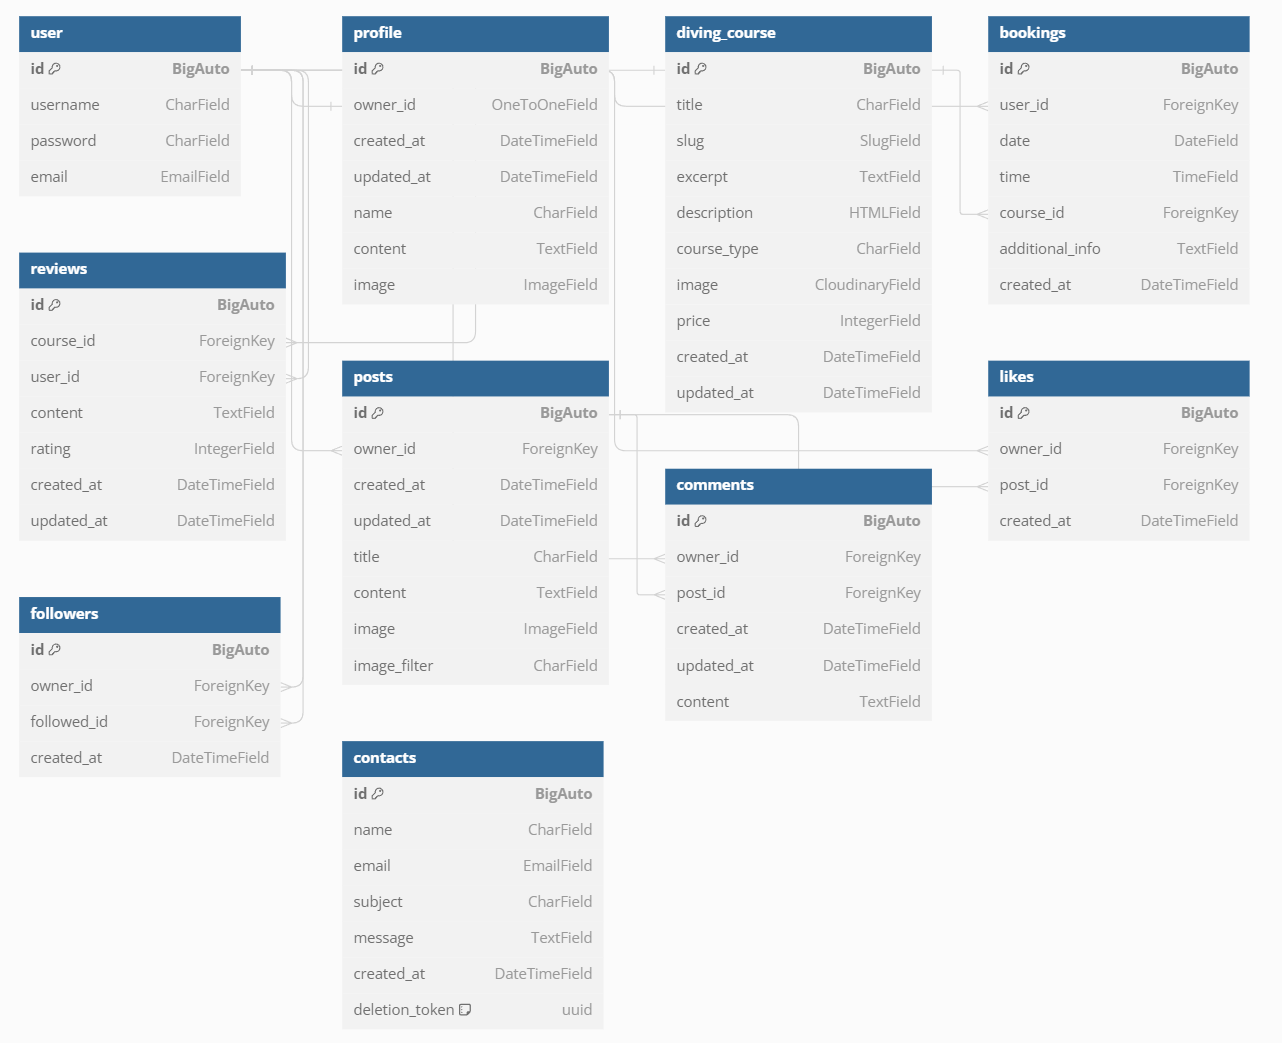 user
id BigAuto
username CharField
password CharField
email EmailField
profile
id BigAuto
owner_id OneToOneField
created_at DateTimeField
updated_at DateTimeField
name CharField
content TextField
image ImageField
diving_course
id BigAuto
title CharField
slug SlugField
excerpt TextField
description HTMLField
course_type CharField
image CloudinaryField
price IntegerField
created_at DateTimeField
updated_at DateTimeField
bookings
id BigAuto
user_id ForeignKey
date DateField
time TimeField
course_id ForeignKey
additional_info TextField
created_at DateTimeField
reviews
id BigAuto
course_id ForeignKey
user_id ForeignKey
content TextField
rating IntegerField
created_at DateTimeField
updated_at DateTimeField
posts
id BigAuto
owner_id ForeignKey
created_at DateTimeField
updated_at DateTimeField
title CharField
content TextField
image ImageField
image_filter CharField
likes
id BigAuto
owner_id ForeignKey
post_id ForeignKey
created_at DateTimeField
comments
id BigAuto
owner_id ForeignKey
post_id ForeignKey
created_at DateTimeField
updated_at DateTimeField
content TextField
followers
id BigAuto
owner_id ForeignKey
followed_id ForeignKey
created_at DateTimeField
contacts
id BigAuto
name CharField
email EmailField
subject CharField
message TextField
created_at DateTimeField
deletion_token uuid